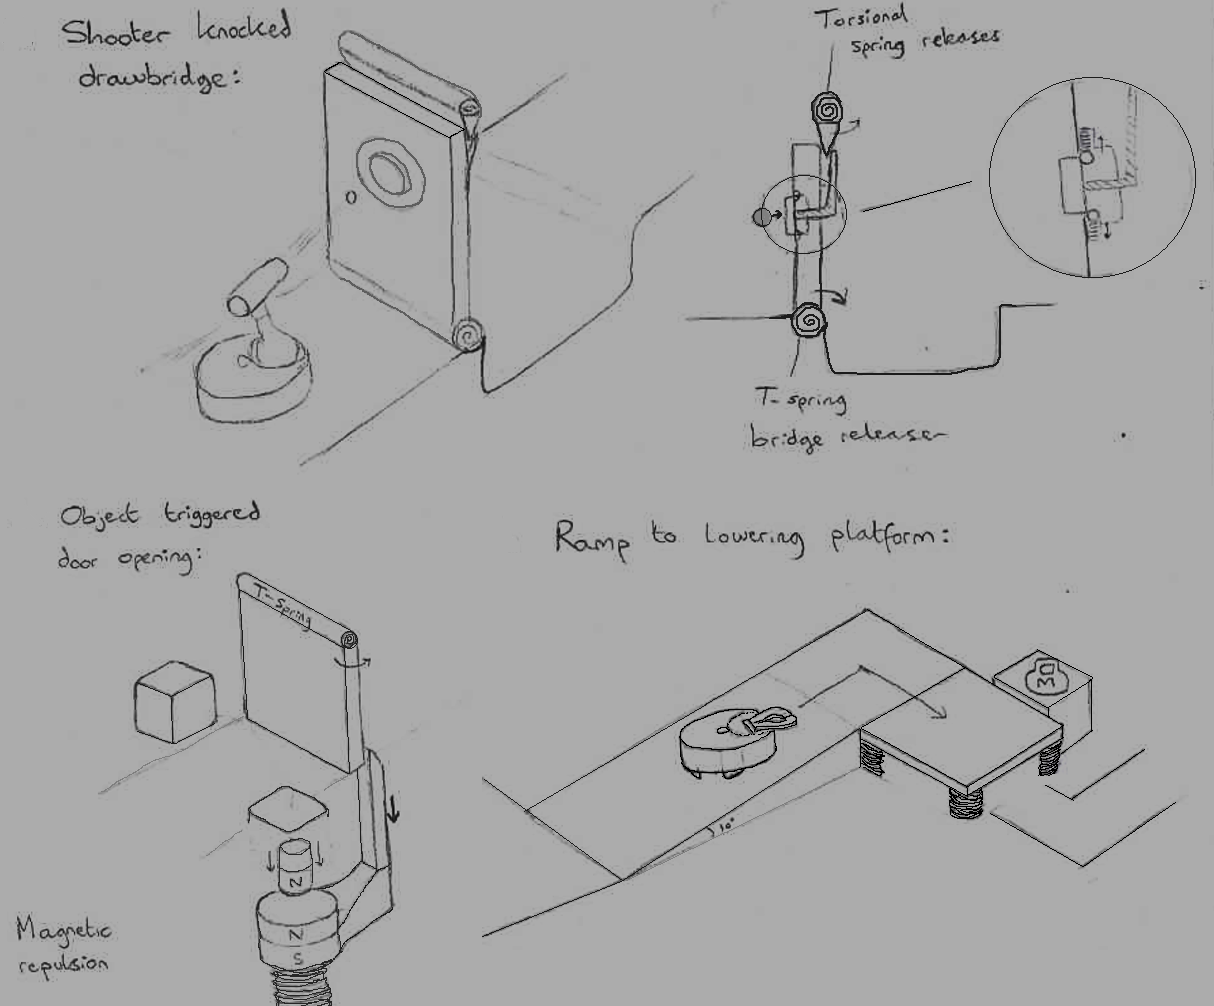 Shooter knocked
drawbridge:
Torsional
spring releases
T-spring
bridge release
Object triggered
door opening:
T-spring
N
N
S
Magnetic
repulsion
Ramp to lowering platform:
10°